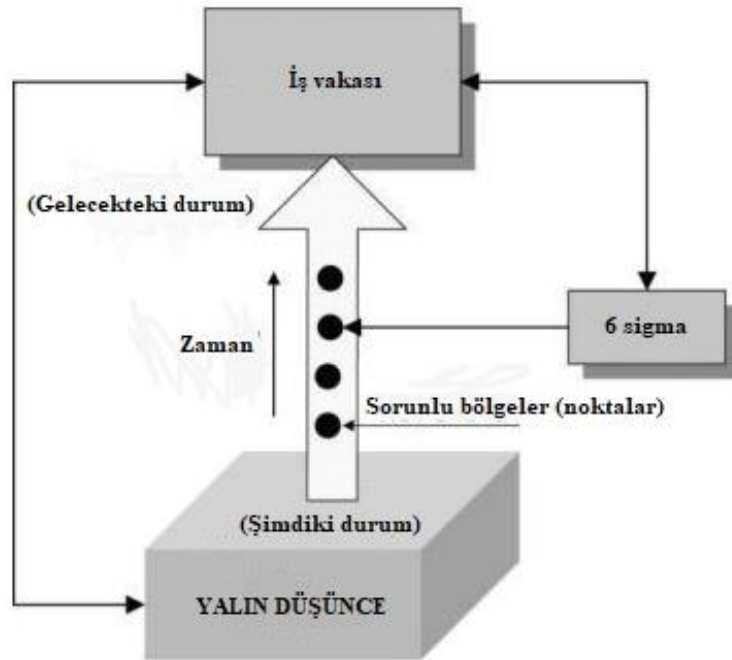 İş vakası
(Gelecekteki durum)
6 sigma
Zaman
Sorunlu bölgeler (noktalar)
(Şimdiki durum)
YALIN DÜŞÜNCE